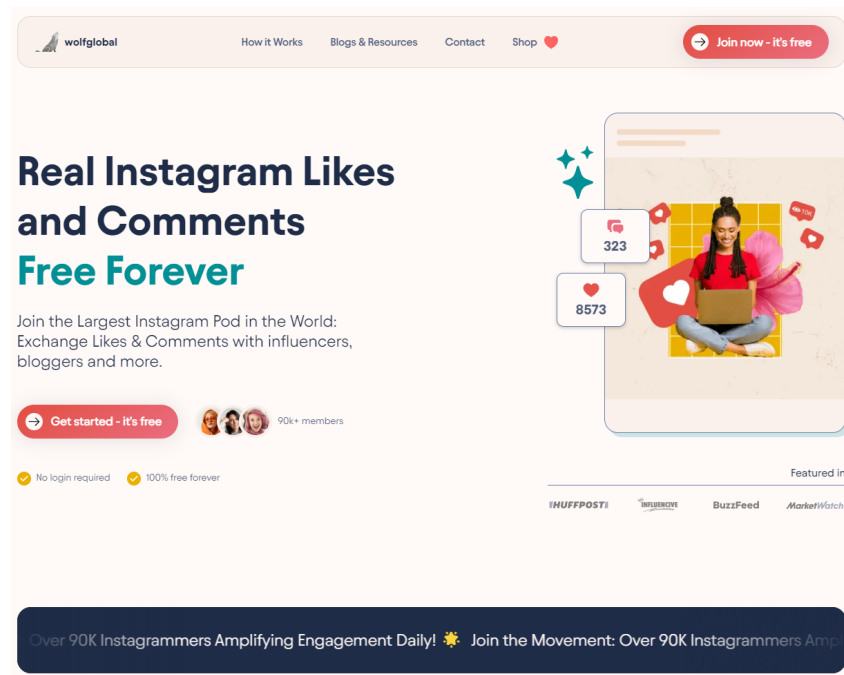 wolfglobal
How it Works
Blogs & Resources
Contact
Shop
Join now - it's free
Real Instagram Likes
and Comments
Free Forever
Join the Largest Instagram Pod in the World:
Exchange Likes & Comments with influencers,
bloggers and more.
Get started - it's free
90k+ members
No login required
100% free forever
10K
323
8573
Featured in
HUFFPOST
INFLUENCIVE
BuzzFeed
MarketWatch
Over 90K Instagrammers Amplifying Engagement Daily! 🌟 Join the Movement: Over 90K Instagrammers Amp